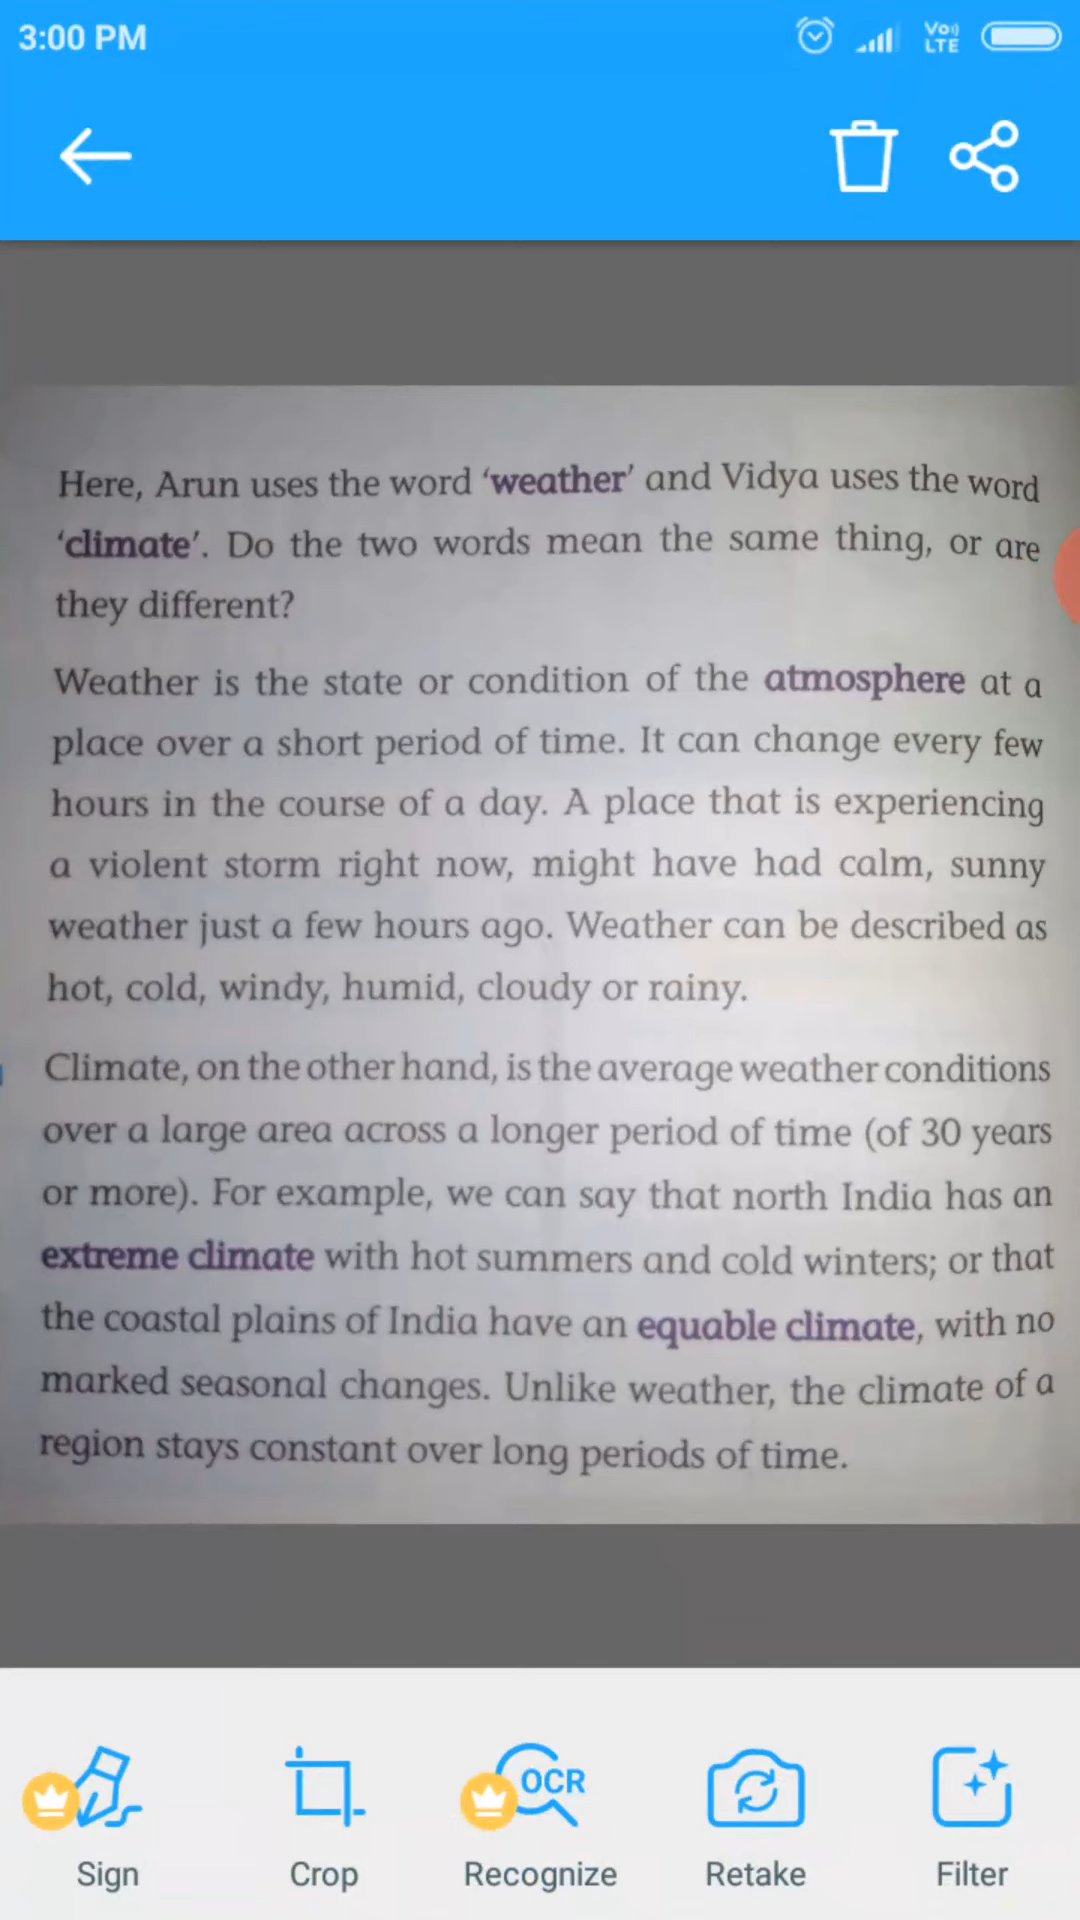 3:00 PM
Vo))
LTE
Here, Arun uses the word ‘weather’ and Vidya uses the word
‘climate’. Do the two words mean the same thing, or are
they different?
Weather is the state or condition of the atmosphere at a
place over a short period of time. It can change every few
hours in the course of a day. A place that is experiencing
a violent storm right now, might have had calm, sunny
weather just a few hours ago. Weather can be described as
hot, cold, windy, humid, cloudy or rainy.
Climate, on the other hand, is the average weather conditions
over a large area across a longer period of time (of 30 years
or more). For example, we can say that north India has an
extreme climate with hot summers and cold winters; or that
the coastal plains of India have an equable climate, with no
marked seasonal changes. Unlike weather, the climate of a
region stays constant over long periods of time.
OCR
Sign Crop Recognize Retake Filter